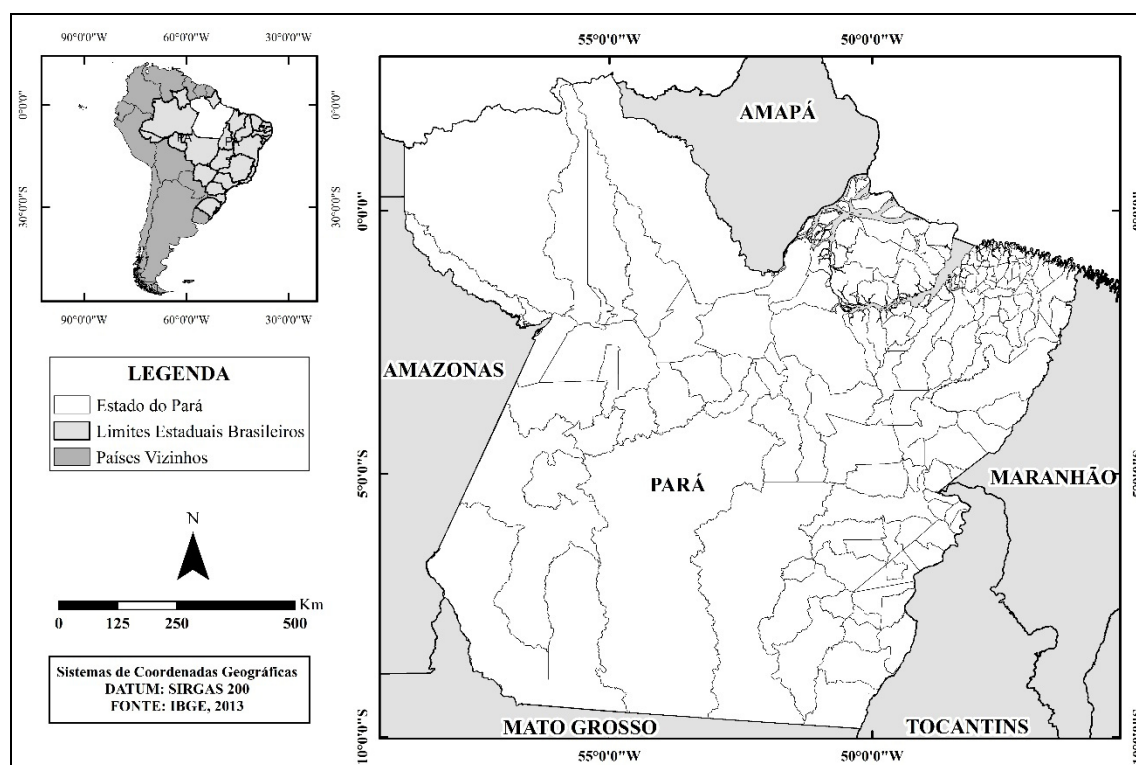 90°0'0"W 60°0'0"W 30°0'0"W
0°0'0"
30°0'0"S
0°0'0"
30°0'0"S
90°0'0"W 60°0'0"W 30°0'0"W
LEGENDA
Estado do Pará
Limites Estaduais Brasileiros
Países Vizinhos
N
Km
0 125 250 500
Sistemas de Coordenadas Geográficas
DATUM: SIRGAS 200
FONTE: IBGE, 2013
55°0'0"W 50°0'0"W
AMAPÁ
0°0'0"
AMAZONAS
PARÁ
MARANHÃO
5°0'0"S
MATO GROSSO
TOCANTINS
10°0'0"S
55°0'0"W 50°0'0"W